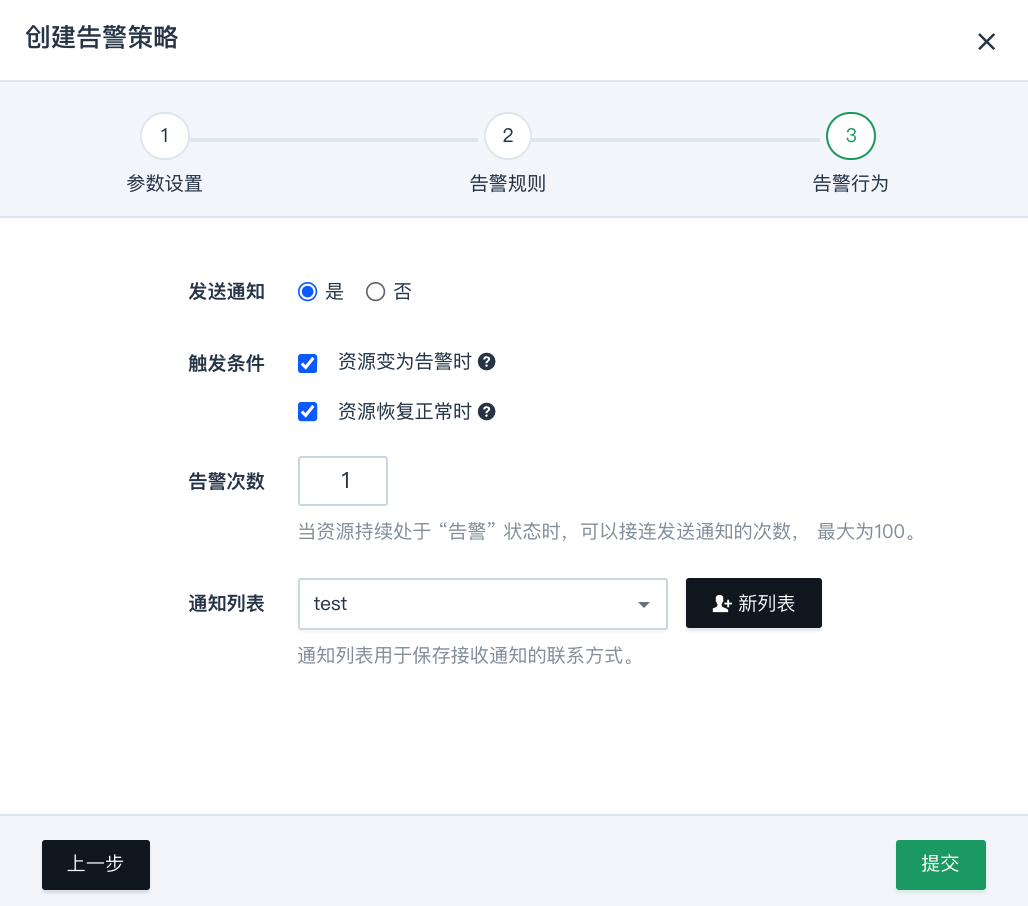 创建告警策略
1
2
3
参数设置
告警规则
告警行为
发送通知 是 否
触发条件 资源变为告警时 ?
资源恢复正常时 ?
告警次数 1
当资源持续处于“告警”状态时，可以接连发送通知的次数， 最大为100。
通知列表 test 新列表
通知列表用于保存接收通知的联系方式。
上一步 提交